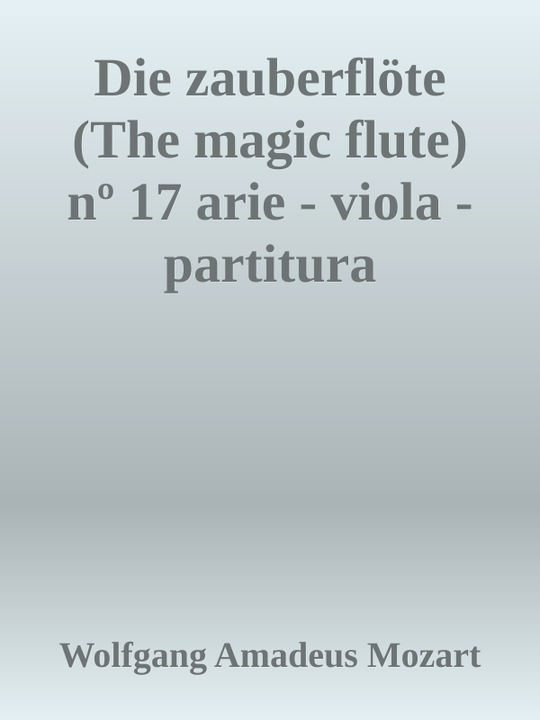 Die zauberflöte
(The magic flute)
nº 17 arie - viola -
partitura
Wolfgang Amadeus Mozart